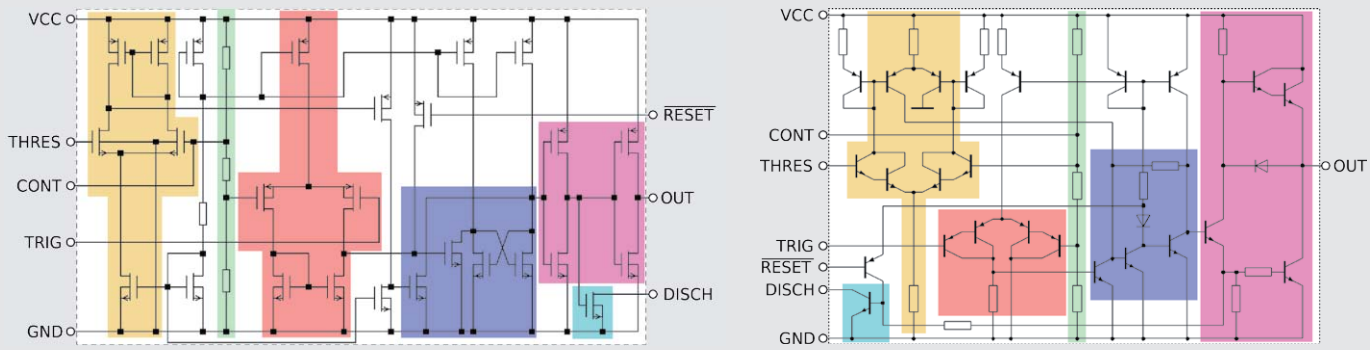 VCC
THRES
CONT
TRIG
GND
RESET
OUT
DISCH
VCC
CONT
THRES
TRIG
RESET
DISCH
GND
OUT